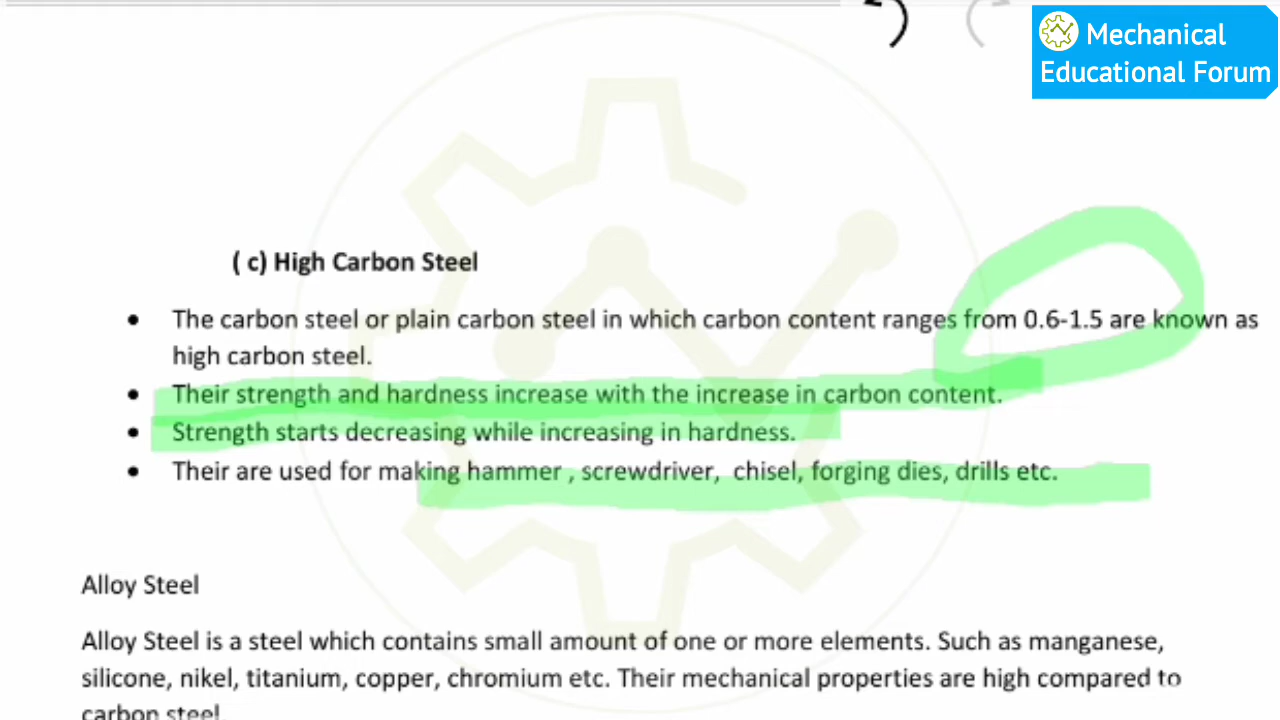 Mechanical
Educational Forum
( c) High Carbon Steel
• The carbon steel or plain carbon steel in which carbon content ranges from 0.6-1.5 are known as
high carbon steel.
• Their strength and hardness increase with the increase in carbon content.
• Strength starts decreasing while increasing in hardness.
• Their are used for making hammer , screwdriver, chisel, forging dies, drills etc.
Alloy Steel
Alloy Steel is a steel which contains small amount of one or more elements. Such as manganese,
silicone, nikel, titanium, copper, chromium etc. Their mechanical properties are high compared to
carbon steel.